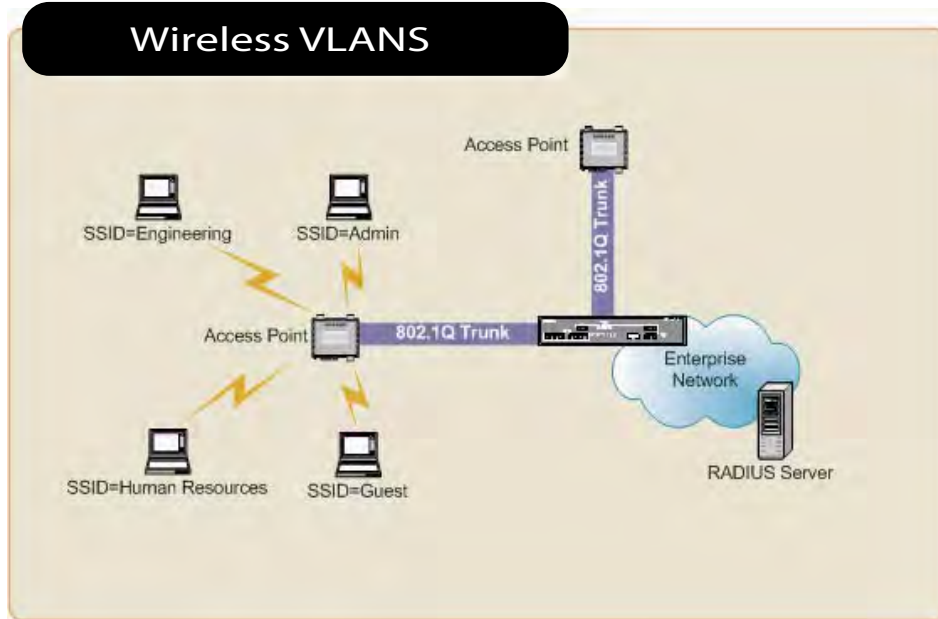 Wireless VLANS
Access Point
SSID=Engineering
SSID=Admin
802.1Q Trunk
Access Point
802.1Q Trunk
Enterprise
Network
SSID=Human Resources
SSID=Guest
RADIUS Server